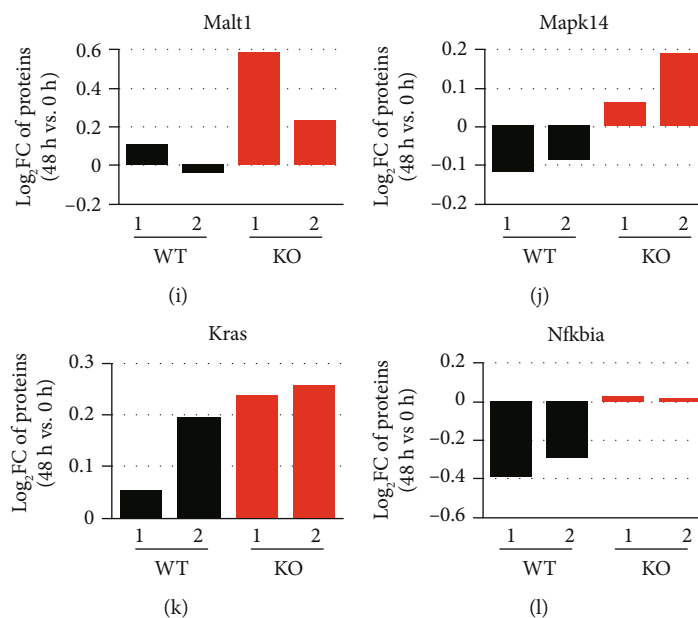 Malt1
Log₂FC of proteins
(48 h vs. 0 h)
0.6
0.4
0.2
0
−0.2
1 2 1 2
WT KO
(i)
Mapk14
Log₂FC of proteins
(48 h vs. 0 h)
0.2
0.1
0
−0.1
0.2
1 2 1 2
WT KO
(j)
Kras
Log₂FC of proteins
(48 h vs. 0 h)
0.3
0.2
0.1
0
1 2 1 2
WT KO
(k)
Nfkbia
Log₂FC of proteins
(48 h vs 0 h)
0.2
0
−0.2
−0.4
−0.6
1 2 1 2
WT KO
(l)